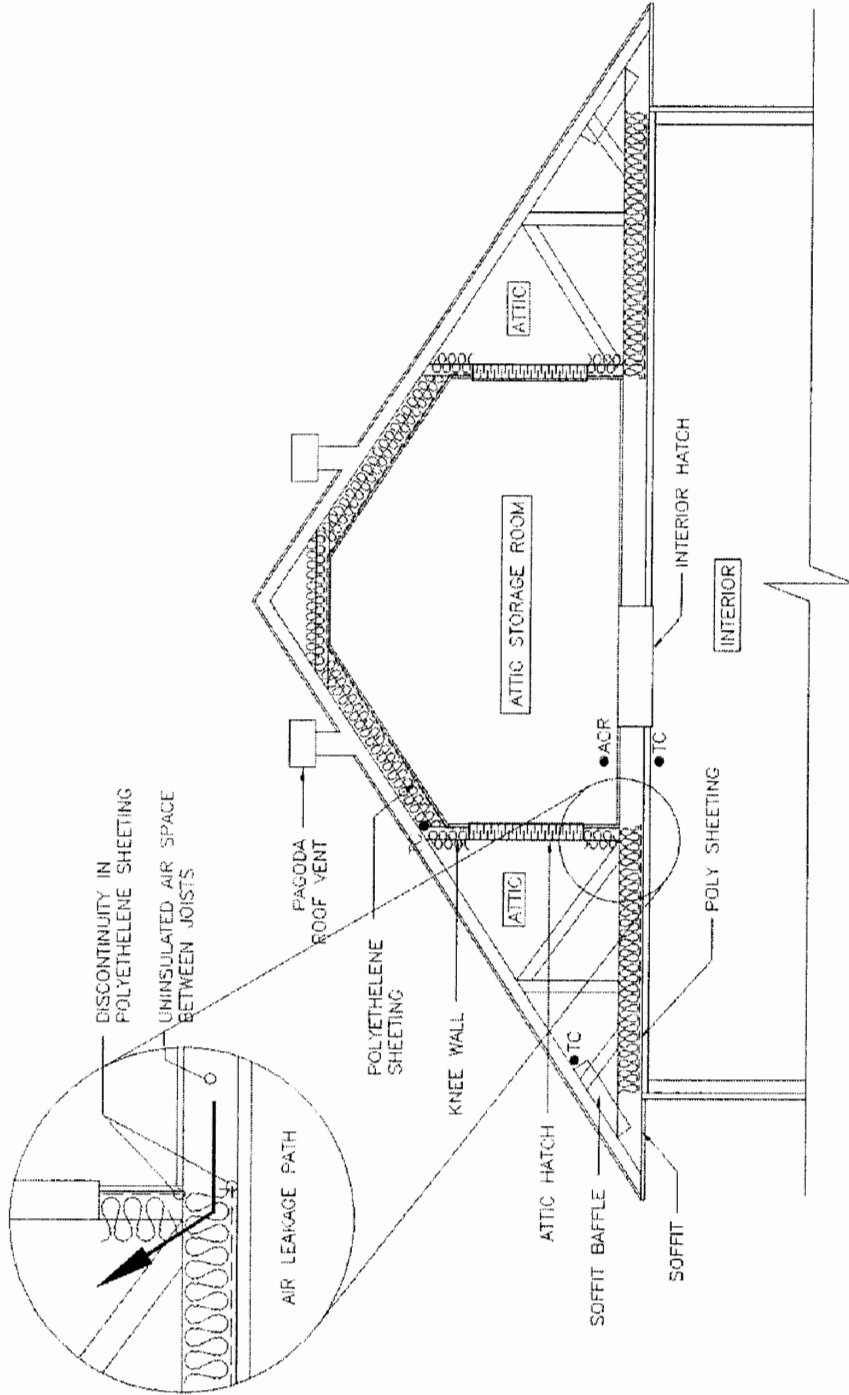 DISCONTINUITY IN
POLYETHELENE SHEETING
UNINSULATED AIR SPACE
BETWEEN JOISTS
AIR LEAKAGE PATH
PAGODA
ROOF VENT
POLYETHELENE
SHEETING
KNEE WALL
ATTIC HATCH
SOFFIT BAFFLE
SOFFIT
TC
ATTIC
ATTIC
ATTIC STORAGE ROOM
ACR
TC
POLY SHEETING
INTERIOR HATCH
INTERIOR